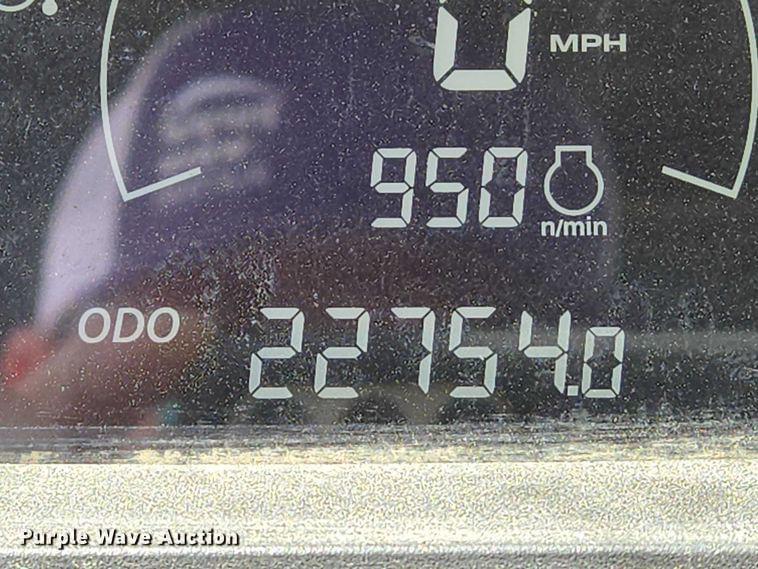 0 MPH
950
n/min
ODO 22754.0
Purple Wave Auction